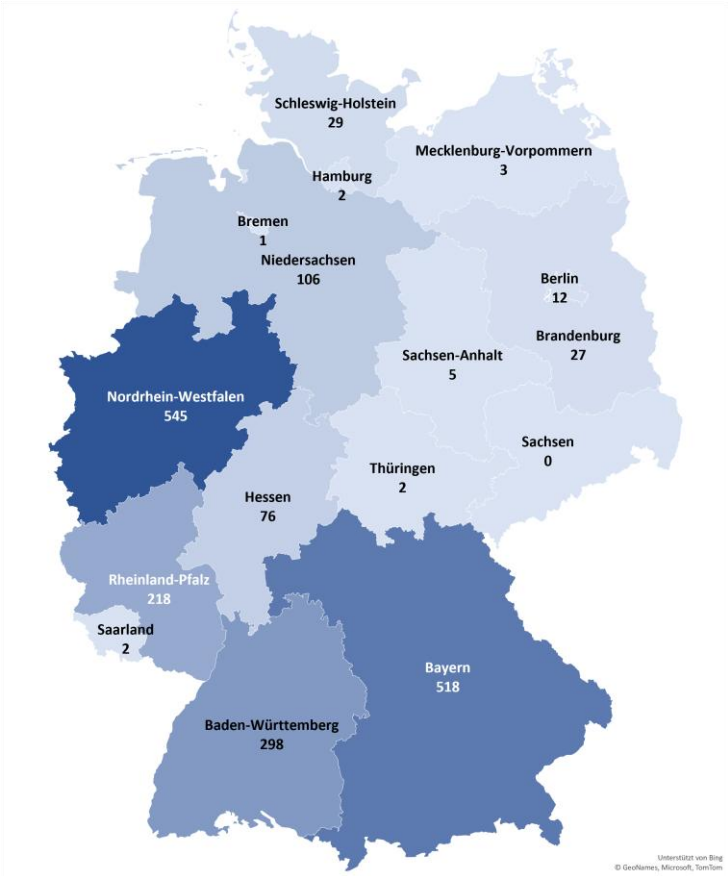 Schleswig-Holstein
29
Mecklenburg-Vorpommern
3
Hamburg
2
Bremen
1
Niedersachsen
106
Berlin
12
Brandenburg
27
Sachsen-Anhalt
5
Nordrhein-Westfalen
545
Sachsen
0
Thüringen
2
Hessen
76
Rheinland-Pfalz
218
Saarland
2
Bayern
518
Baden-Württemberg
298
Unterstützt von Bing
© GeoNames, Microsoft, TomTom